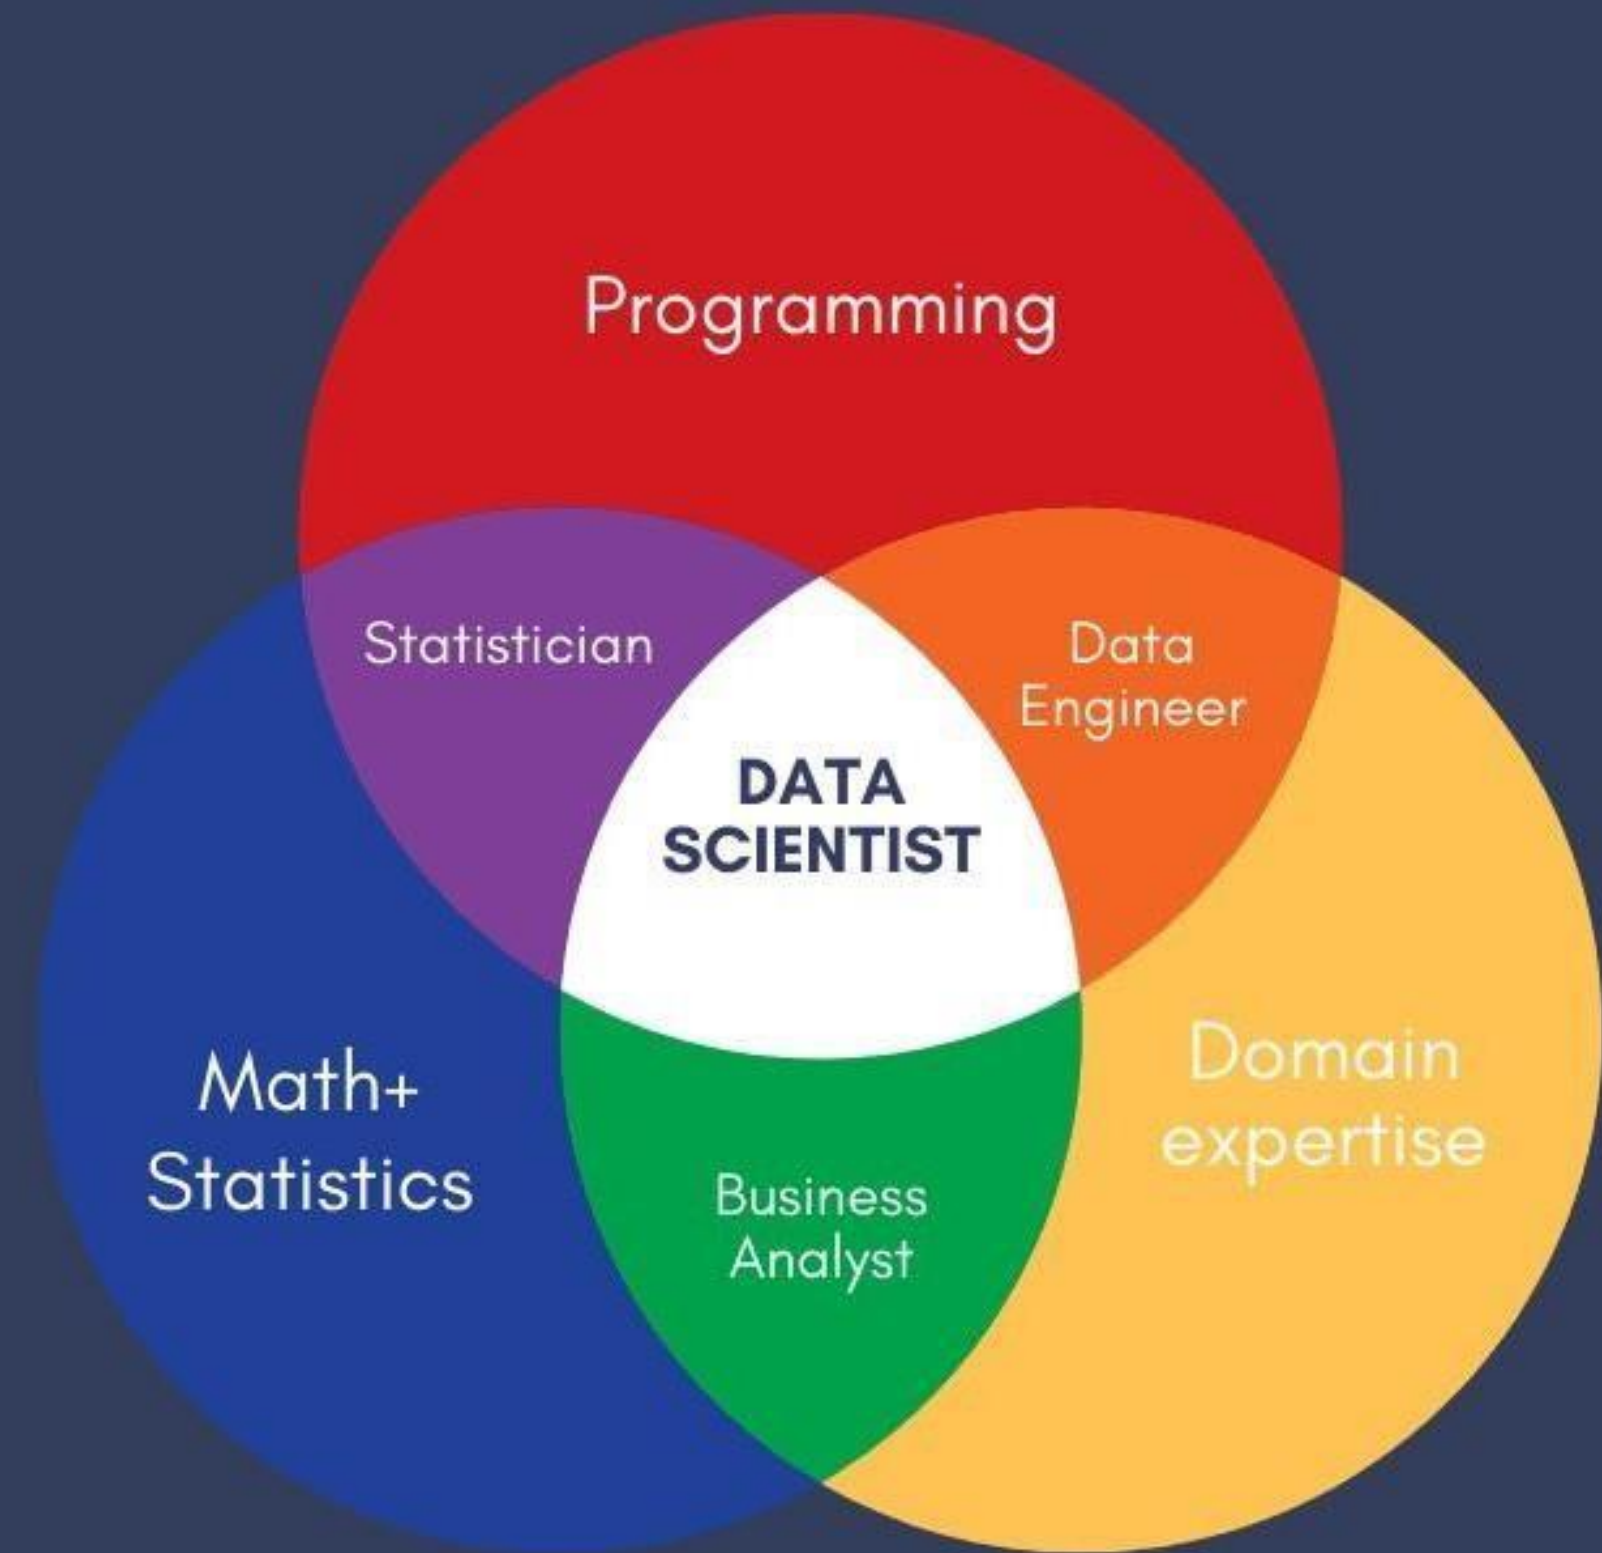 Programming
Statistician
Data
Engineer
DATA
SCIENTIST
Math+
Statistics
Domain
expertise
Business
Analyst